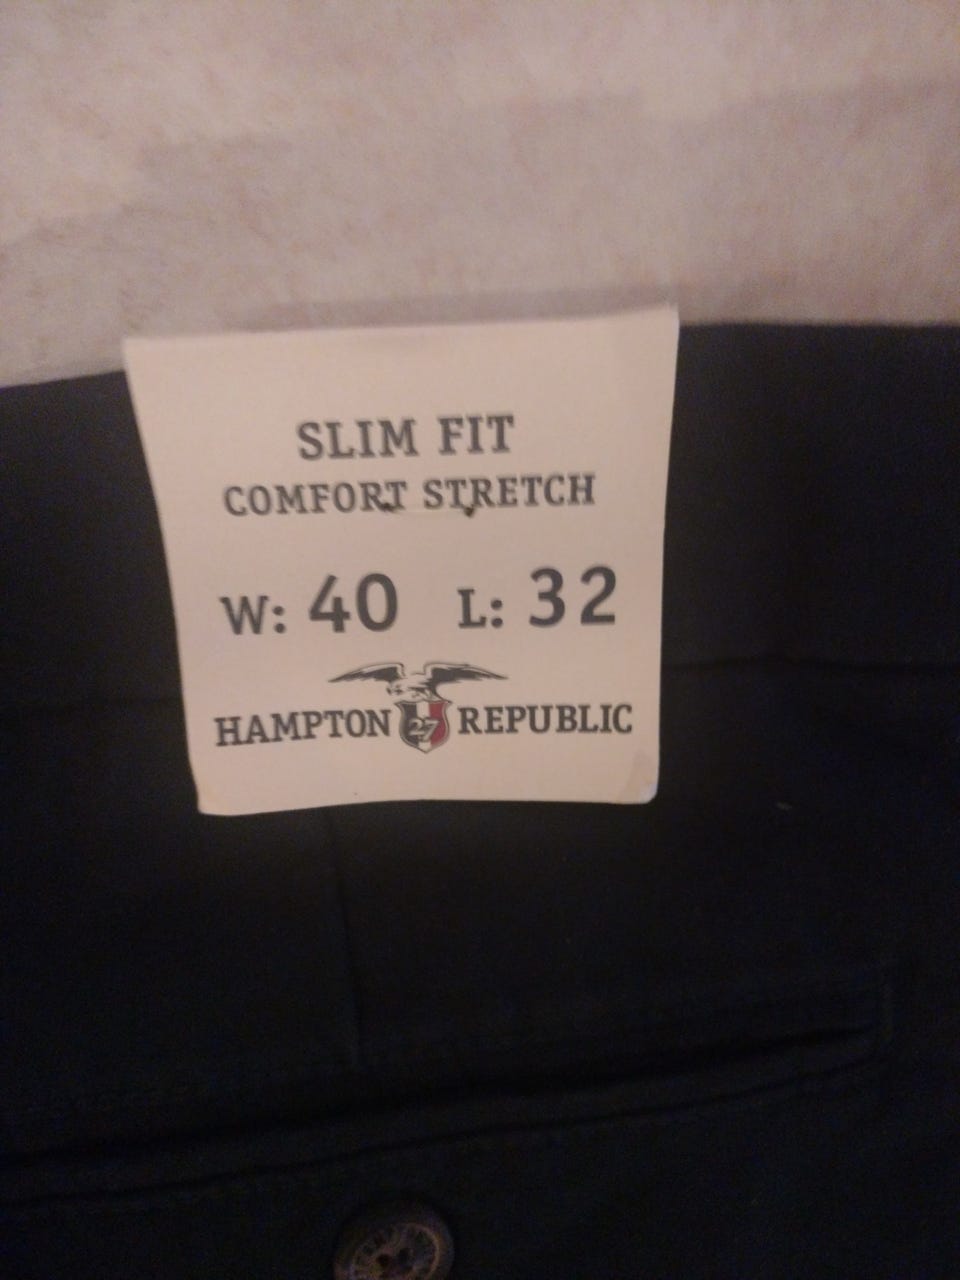 SLIM FIT
COMFORT STRETCH
W: 40 L: 32
HAMPTON 27 REPUBLIC